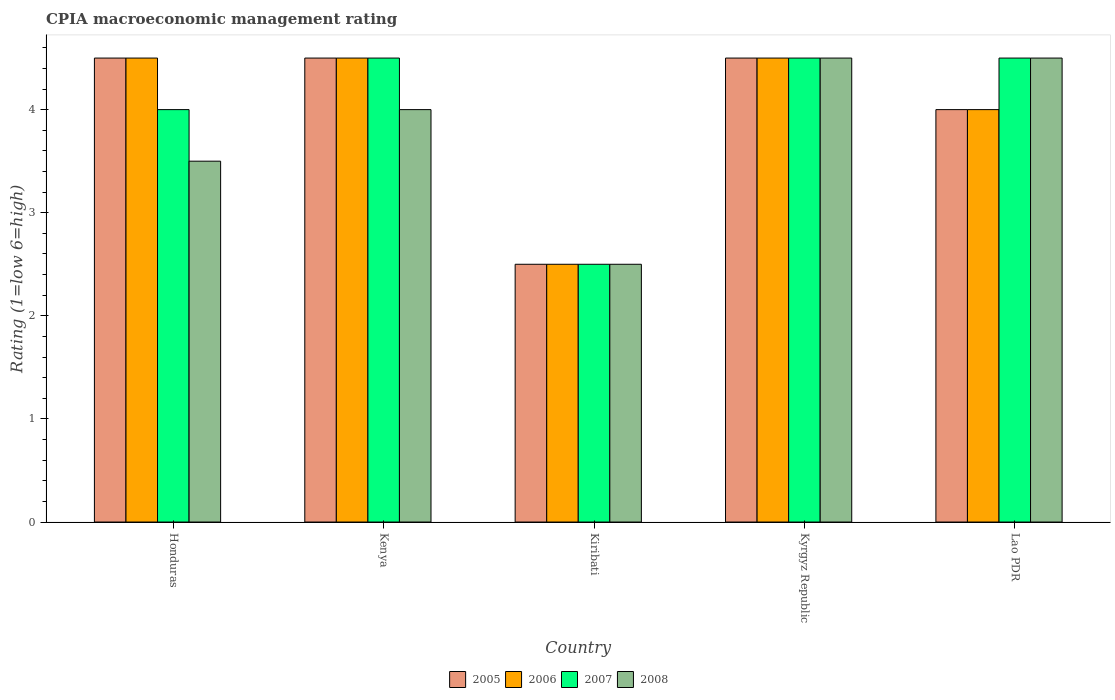 CPIA macroeconomic management rating
Rating (1=low 6=high)
4
3
2
1
0
Honduras
Kenya
Kiribati
Kyrgyz Republic
Lao PDR
Country
2005
2006
2007
2008